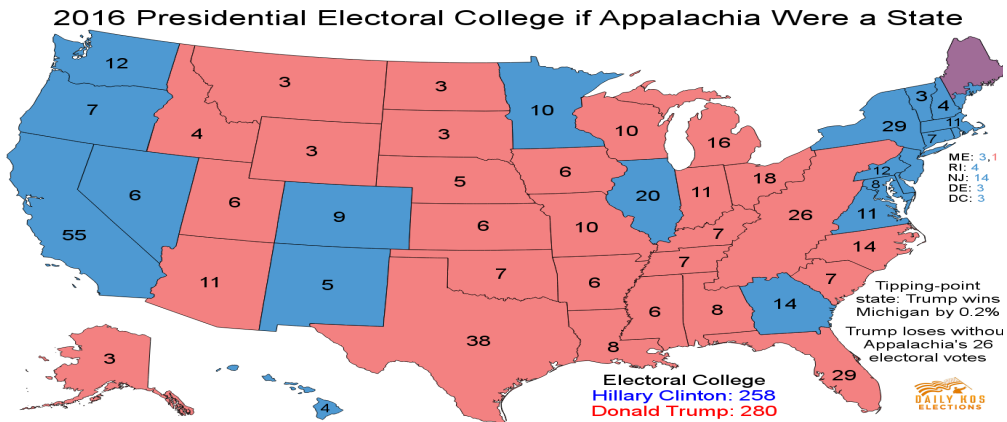 2016 Presidential Electoral College if Appalachia Were a State
12
7
4
3
3
3
10
10
16
29
3
4
11
7
ME: 3,1
RI: 4
NJ: 14
DE: 3
DC: 3
12
8
55
6
6
9
5
6
20
11
18
26
11
6
10
7
14
11
5
7
6
7
7
38
8
6
8
14
29
3
4
Tipping-point
state: Trump wins
Michigan by 0.2%
Trump loses withou
Appalachia's 26
electoral votes
Electoral College
Hillary Clinton: 258
Donald Trump: 280
DAILY KOS
ELECTIONS